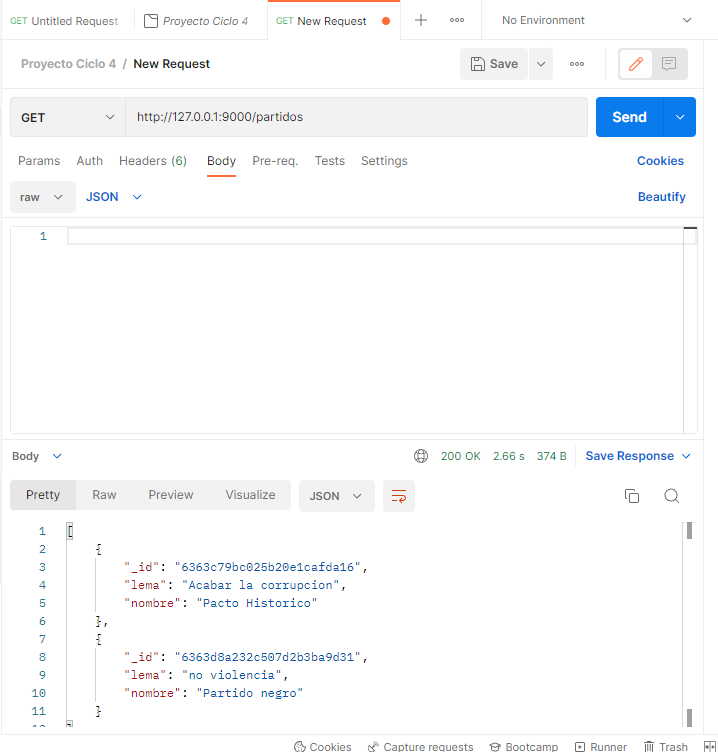 GET Untitled Request Proyecto Ciclo 4 GET New Request No Environment
Proyecto Ciclo 4 / New Request Save
GET http://127.0.0.1:9000/partidos Send
Params Auth Headers (6) Body Pre-req. Tests Settings Cookies
raw JSON Beautify
1
Body 200 OK 2.66 s 374 B Save Response
Pretty Raw Preview Visualize JSON
1 [
2 {
3 "_id": "6363c79bc025b20e1cafda16",
4 "lema": "Acabar la corrupcion",
5 "nombre": "Pacto Historico"
6 },
7 {
8 "_id": "6363d8a232c507d2b3ba9d31",
9 "lema": "no violencia",
10 "nombre": "Partido negro"
11 }
12 ]
Cookies Capture requests Bootcamp Runner Trash